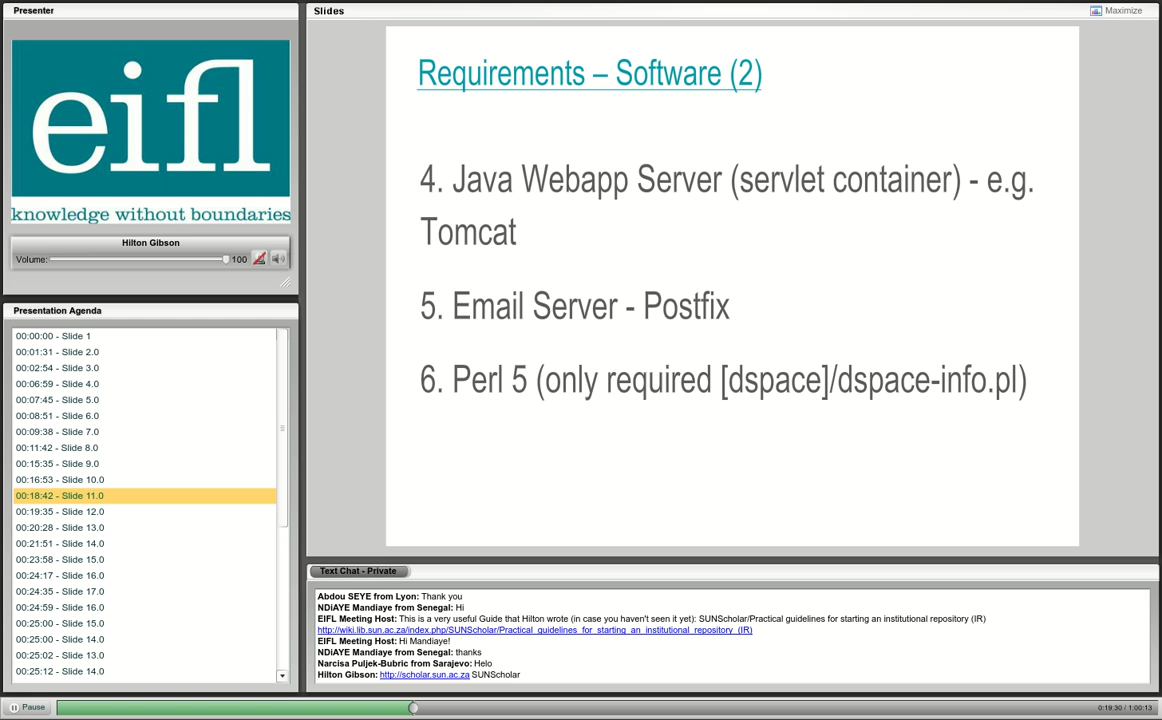 Presenter
eifl
knowledge without boundaries
Hilton Gibson
Volume: 100
Presentation Agenda
00:00:00 - Slide 1
00:01:31 - Slide 2.0
00:02:54 - Slide 3.0
00:06:59 - Slide 4.0
00:07:45 - Slide 5.0
00:08:51 - Slide 6.0
00:09:38 - Slide 7.0
00:11:42 - Slide 8.0
00:15:35 - Slide 9.0
00:16:53 - Slide 10.0
00:18:42 - Slide 11.0
00:19:35 - Slide 12.0
00:20:28 - Slide 13.0
00:21:51 - Slide 14.0
00:23:58 - Slide 15.0
00:24:17 - Slide 16.0
00:24:35 - Slide 17.0
00:24:59 - Slide 16.0
00:25:00 - Slide 15.0
00:25:00 - Slide 14.0
00:25:02 - Slide 13.0
00:25:12 - Slide 14.0
Slides
Maximize
Requirements – Software (2)
4. Java Webapp Server (servlet container) - e.g.
Tomcat
5. Email Server - Postfix
6. Perl 5 (only required [dspace]/dspace-info.pl)
Text Chat - Private
Abdou SEYE from Lyon: Thank you
NDiAYE Mandiaye from Senegal: Hi
EIFL Meeting Host: This is a very useful Guide that Hilton wrote (in case you haven't seen it yet): SUNScholar/Practical guidelines for starting an institutional repository (IR)
http://wiki.lib.sun.ac.za/index.php/SUNScholar/Practical_guidelines_for_starting_an_institutional_repository_(IR)
EIFL Meeting Host: Hi Mandiaye!
NDiAYE Mandiaye from Senegal: thanks
Narcisa Puljek-Bubric from Sarajevo: Helo
Hilton Gibson: http://scholar.sun.ac.za SUNScholar
Pause
0:19:30 / 1:00:13